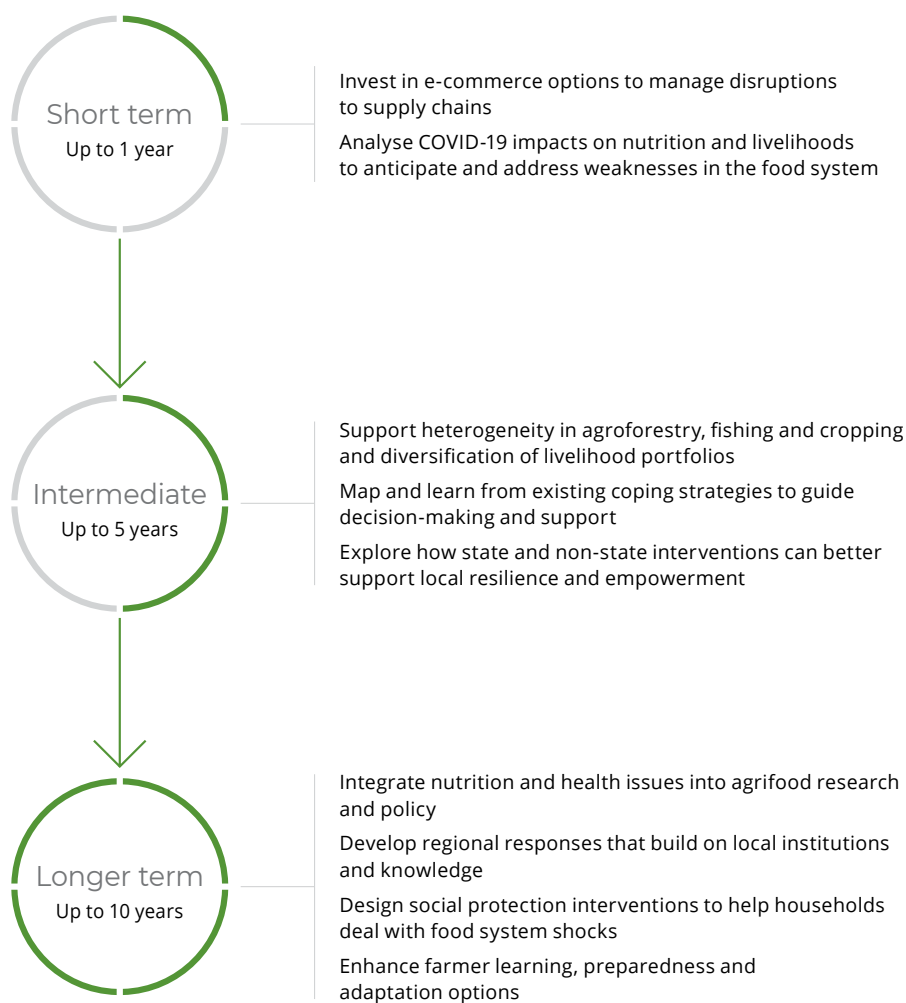 Short term
Up to 1 year
Invest in e-commerce options to manage disruptions
to supply chains
Analyse COVID-19 impacts on nutrition and livelihoods
to anticipate and address weaknesses in the food system
Intermediate
Up to 5 years
Support heterogeneity in agroforestry, fishing and cropping
and diversification of livelihood portfolios
Map and learn from existing coping strategies to guide
decision-making and support
Explore how state and non-state interventions can better
support local resilience and empowerment
Longer term
Up to 10 years
Integrate nutrition and health issues into agrifood research
and policy
Develop regional responses that build on local institutions
and knowledge
Design social protection interventions to help households
deal with food system shocks
Enhance farmer learning, preparedness and
adaptation options